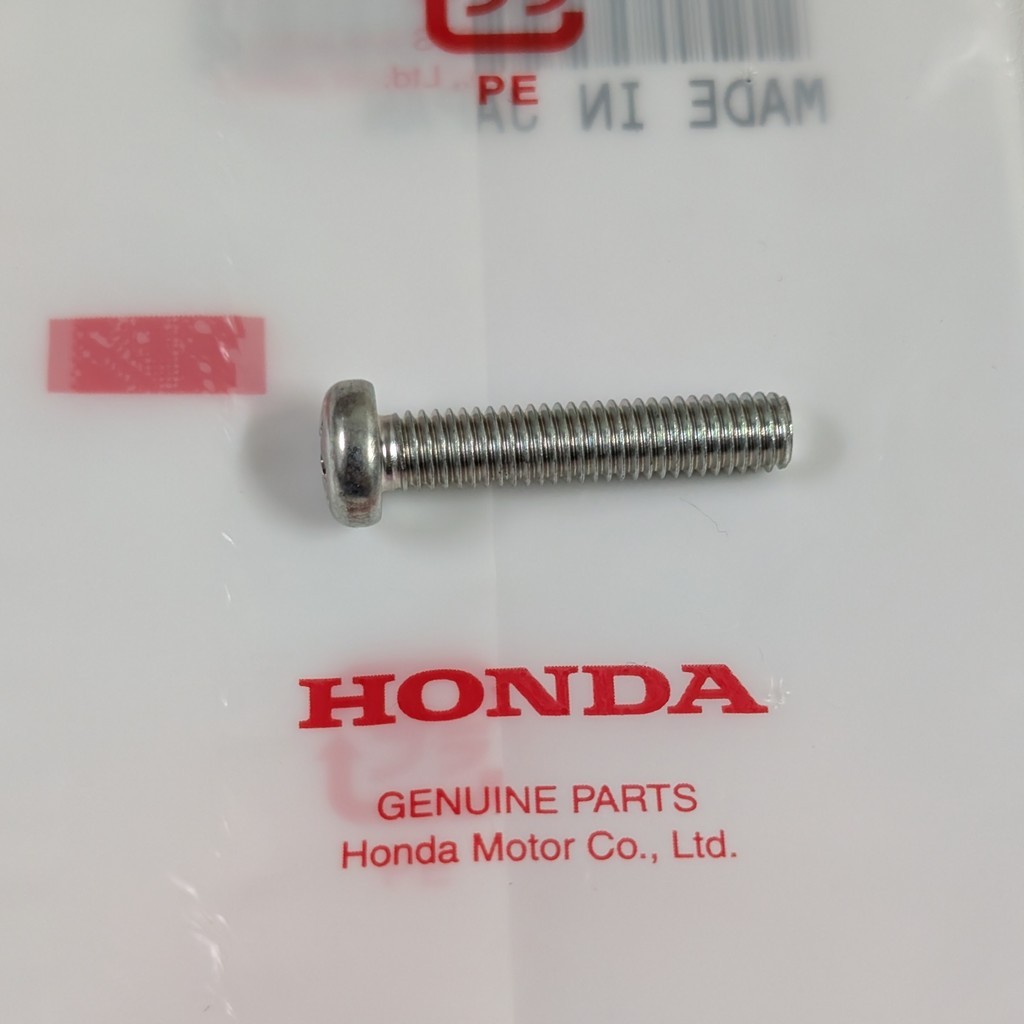 PE
MADE IN JA
HONDA
GENUINE PARTS
Honda Motor Co., Ltd.